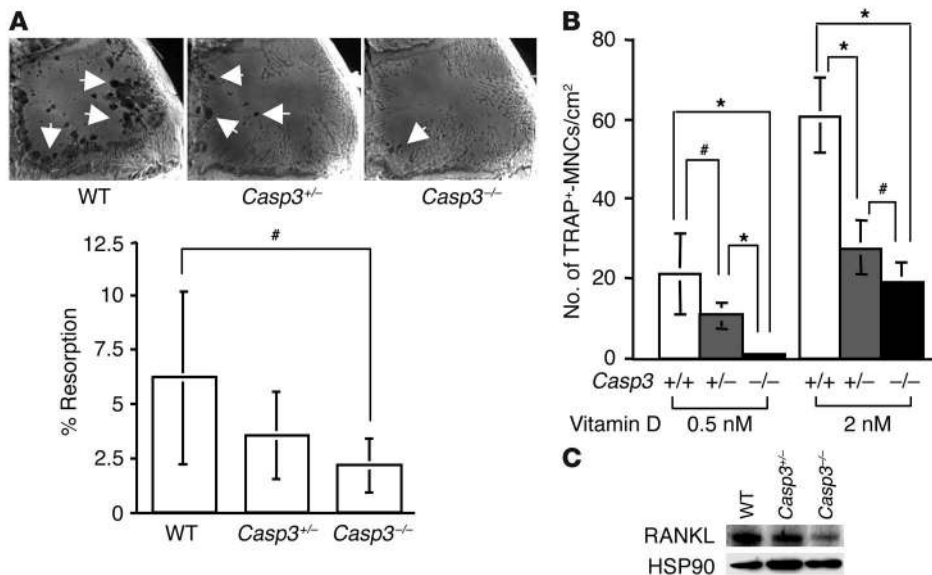 A
WT
Casp3+/–
Casp3–/–
#
12.5
10
7.5
5
2.5
0
% Resorption
WT
Casp3+/–
Casp3–/–
B
*
*
*
#
#
*
80
60
40
20
0
No. of TRAP+-MNCs/cm²
Casp3 +/+ +/– –/– +/+ +/– –/–
Vitamin D 0.5 nM 2 nM
C
WT
Casp3+/–
Casp3–/–
RANKL
HSP90